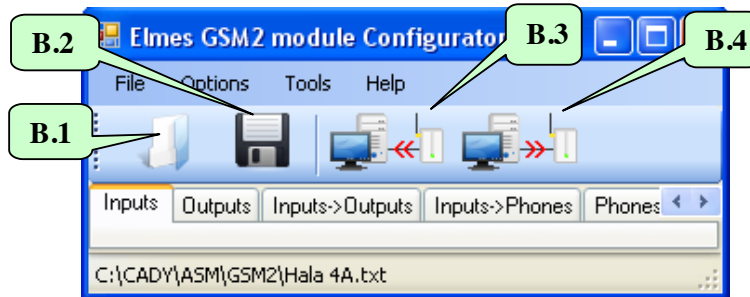 B.2
Elmes GSM2 module Configurator
B.3
B.4
File Options Tools Help
B.1
Inputs Outputs Inputs->Outputs Inputs->Phones Phones
C:\CADY\ASM\GSM2\Hala 4A.txt